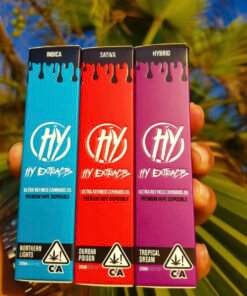 INDICA
HY
HY EXTRACTS
ULTRA REFINED CANNABIS OIL
PREMIUM VAPE DISPOSABLE
NORTHERN
LIGHTS
CA
SATIVA
HY
HY EXTRACTS
ULTRA REFINED CANNABIS OIL
PREMIUM VAPE DISPOSABLE
DURBAN
POISON
CA
HYBRID
HY
HY EXTRACTS
ULTRA REFINED CANNABIS OIL
PREMIUM VAPE DISPOSABLE
TROPICAL
DREAM
CA